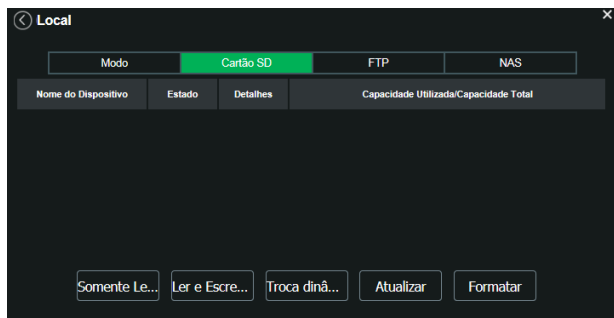 Local
Modo Cartão SD FTP NAS
Nome do Dispositivo Estado Detalhes Capacidade Utilizada/Capacidade Total
Somente Le... Ler e Escre... Troca dinâ... Atualizar Formatar